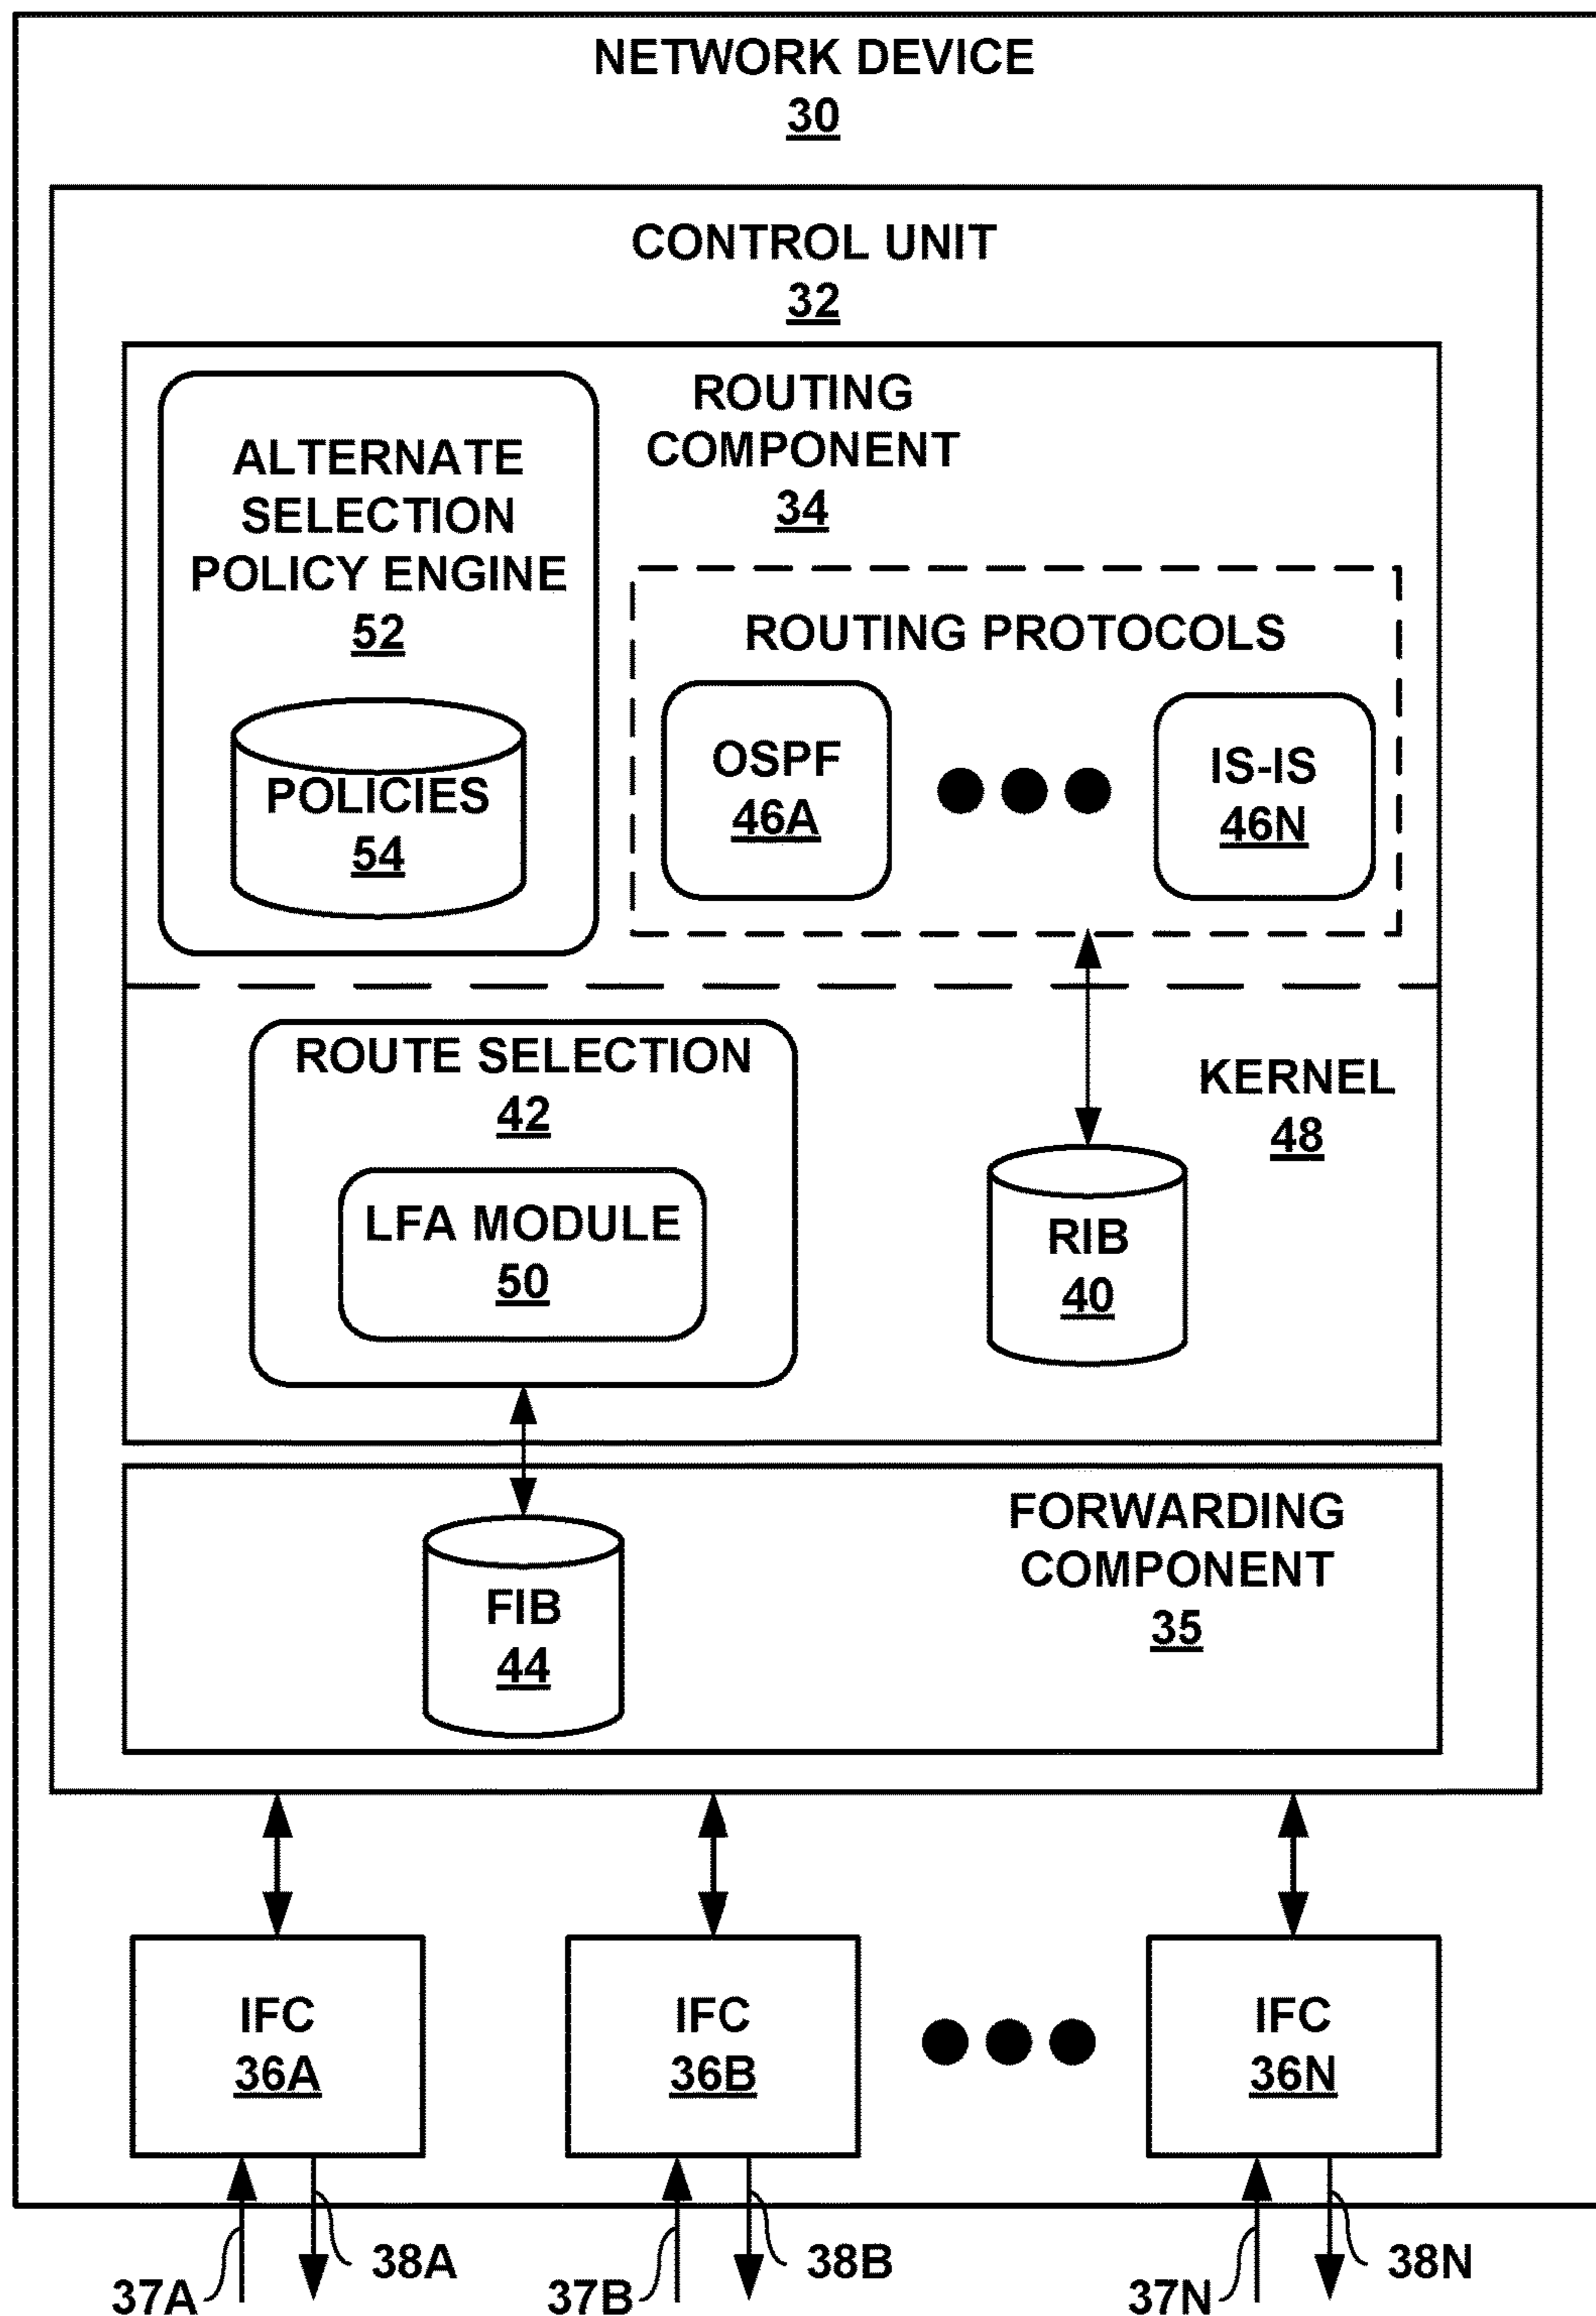 NETWORK DEVICE
30
CONTROL UNIT
32
ROUTING
COMPONENT
34
ALTERNATE
SELECTION
POLICY ENGINE
52
POLICIES
54
ROUTING PROTOCOLS
OSPF
46A
IS-IS
46N
ROUTE SELECTION
42
LFA MODULE
50
KERNEL
48
RIB
40
FORWARDING
COMPONENT
35
FIB
44
IFC
36A
IFC
36B
IFC
36N
37A
38A
37B
38B
37N
38N